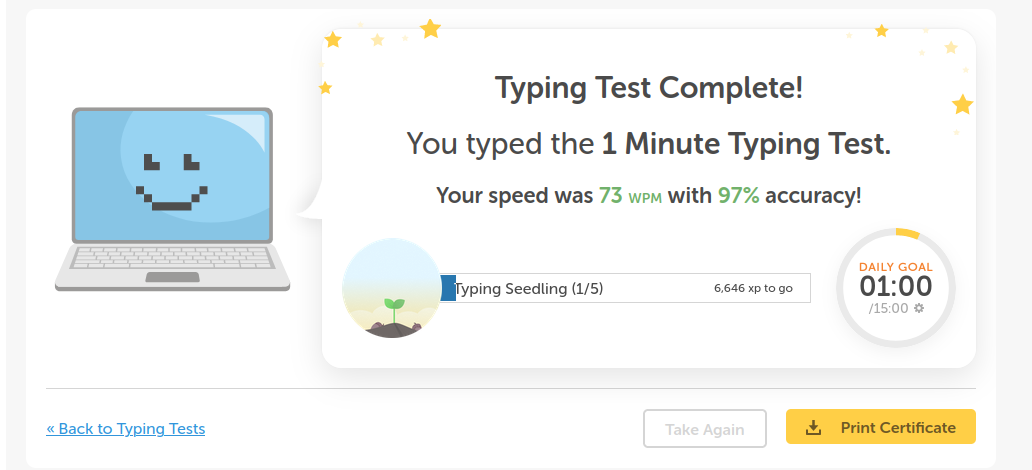 Typing Test Complete!
You typed the 1 Minute Typing Test.
Your speed was 73 WPM with 97% accuracy!
Typing Seedling (1/5) 6,646 xp to go
DAILY GOAL
01:00
/15:00
« Back to Typing Tests
Take Again
Print Certificate